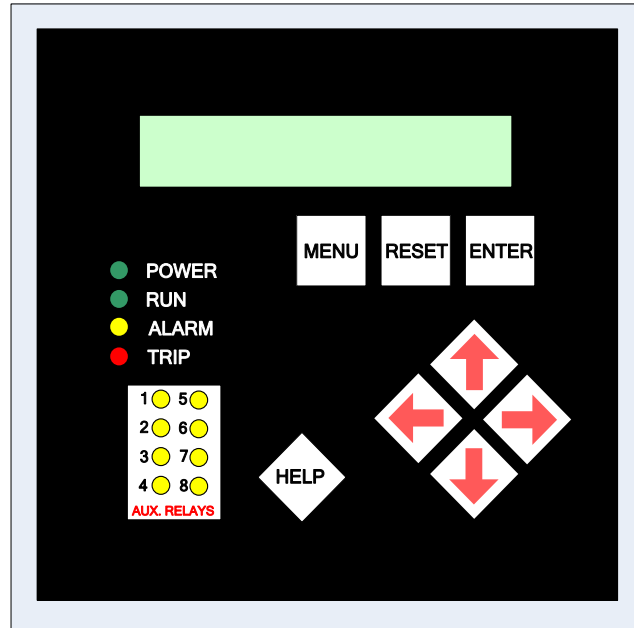 MENU RESET ENTER
POWER
RUN
ALARM
TRIP
1 5
2 6
3 7
4 8
AUX. RELAYS
HELP